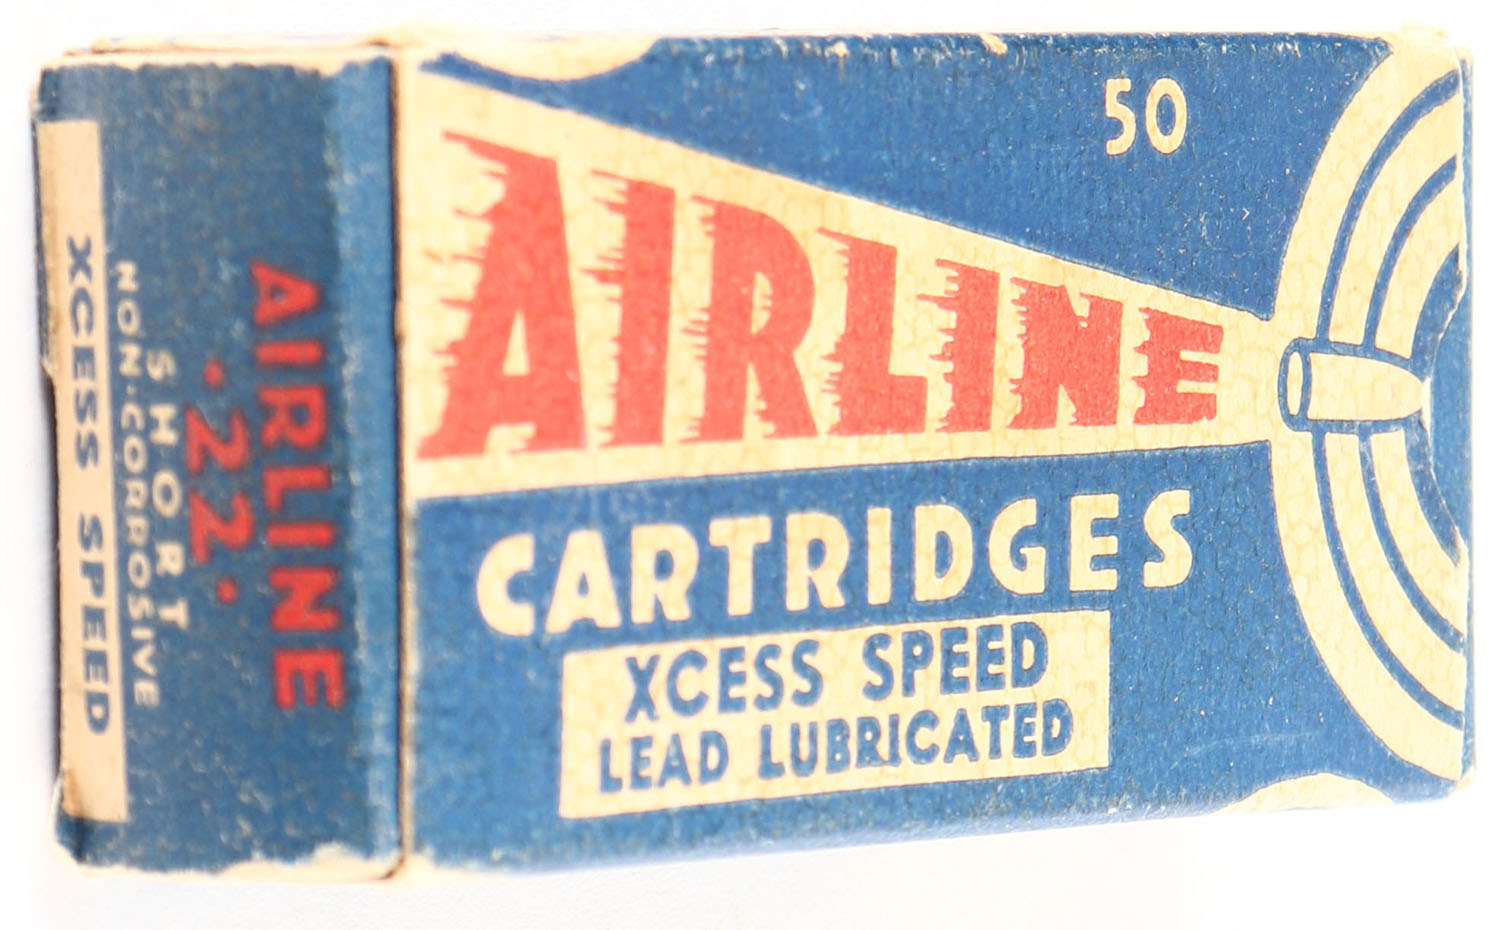 50
AIRLINE
CARTRIDGES
XCESS SPEED
LEAD LUBRICATED
AIRLINE
.22.
SHORT
NON-CORROSIVE
XCESS SPEED